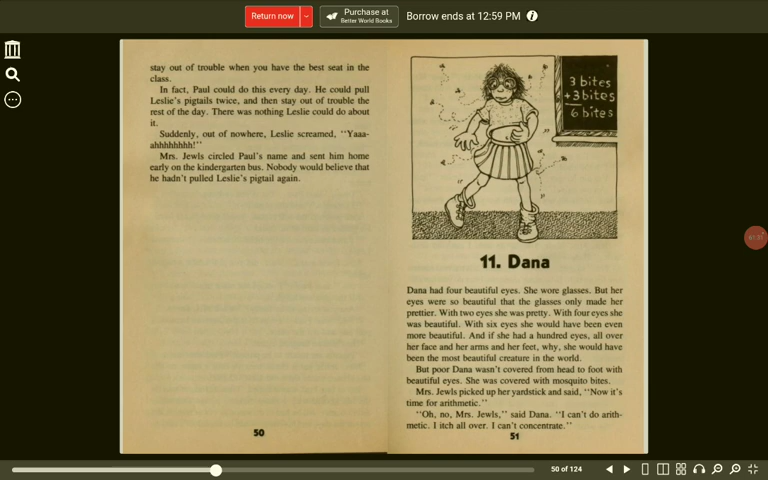 Return now
Purchase at
Better World Books
Borrow ends at 12:59 PM
stay out of trouble when you have the best seat in the
class.
In fact, Paul could do this every day. He could pull
Leslie's pigtails twice, and then stay out of trouble the
rest of the day. There was nothing Leslie could do about
it.
Suddenly, out of nowhere, Leslie screamed, "Yaaa-
ahhhhhhhh!"
Mrs. Jewls circled Paul's name and sent him home
early on the kindergarten bus. Nobody would believe that
he hadn't pulled Leslie's pigtail again.
50
3 bites
+3 bites
6 bites
11. Dana
Dana had four beautiful eyes. She wore glasses. But her
eyes were so beautiful that the glasses only made her
prettier. With two eyes she was pretty. With four eyes she
was beautiful. With six eyes she would have been even
more beautiful. And if she had a hundred eyes, all over
her face and her arms and her feet, why, she would have
been the most beautiful creature in the world.
But poor Dana wasn't covered from head to foot with
beautiful eyes. She was covered with mosquito bites.
Mrs. Jewls picked up her yardstick and said, "Now it's
time for arithmetic."
"Oh, no, Mrs. Jewls," said Dana. "I can't do arith-
metic. I itch all over. I can't concentrate."
51
50 of 124